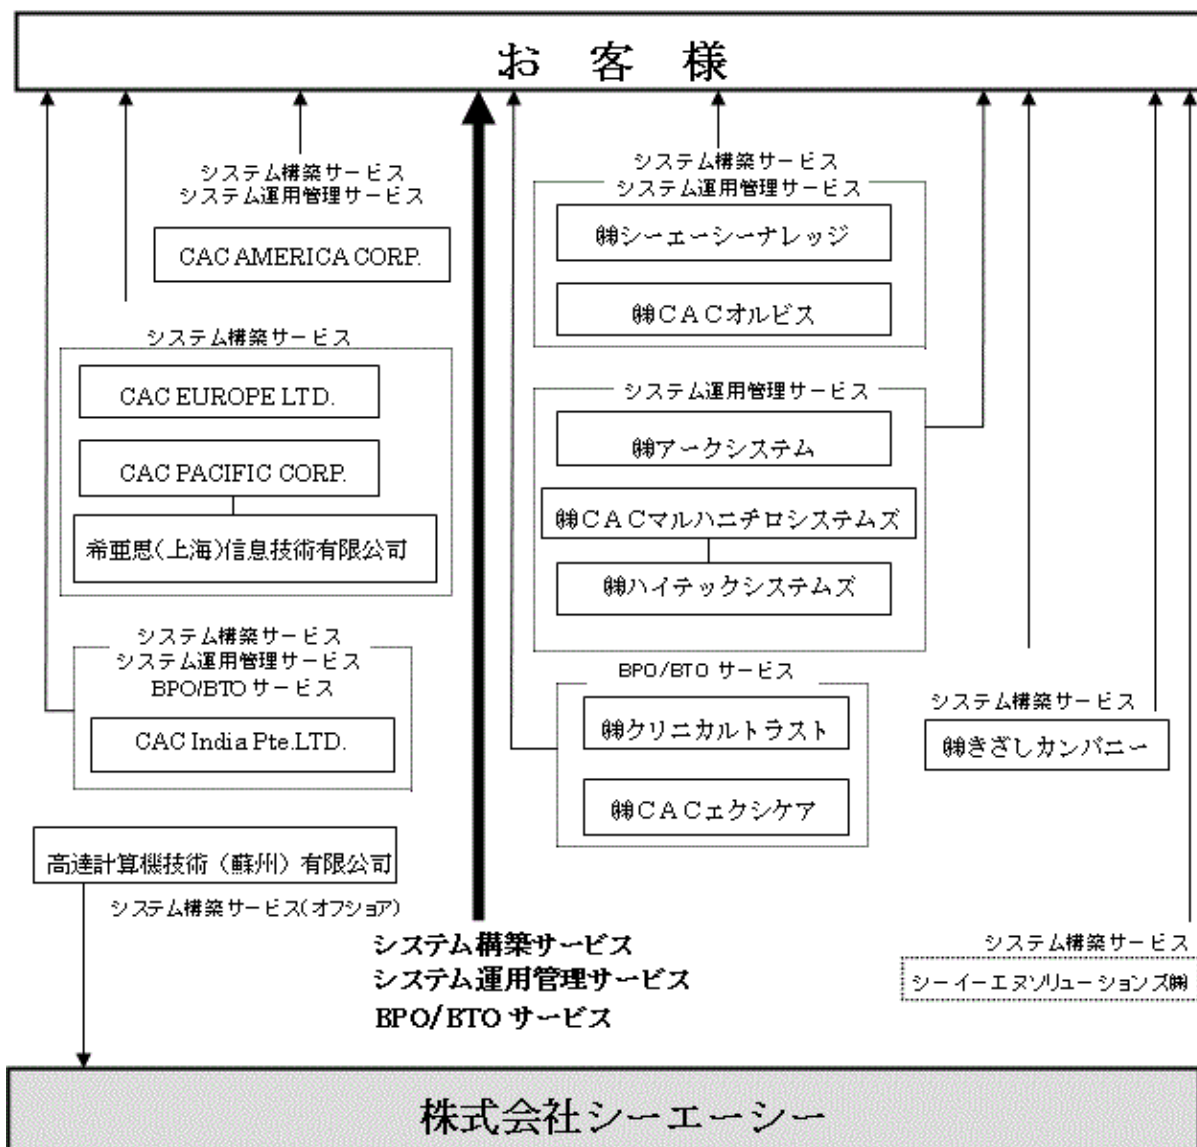 お 客 様
システム構築サービス
システム運用管理サービス
CAC AMERICA CORP.
システム構築サービス
CAC EUROPE LTD.
CAC PACIFIC CORP.
希亜思(上海)信息技術有限公司
システム構築サービス
システム運用管理サービス
BPO/BTO サービス
CAC India Pte.LTD.
高達計算機技術（蘇州）有限公司
システム構築サービス(オフショア)
システム構築サービス
システム運用管理サービス
BPO/BTO サービス
システム構築サービス
システム運用管理サービス
㈱シーエーシーナレッジ
㈱ＣＡＣオルビス
システム運用管理サービス
㈱アークシステム
㈱ＣＡＣマルハニチロシステムズ
㈱ハイテックシステムズ
BPO/BTO サービス
㈱クリニカルトラスト
㈱ＣＡＣエクシケア
システム構築サービス
㈱きざしカンパニー
システム構築サービス
シーイーエヌソリューションズ㈱
株式会社シーエーシー